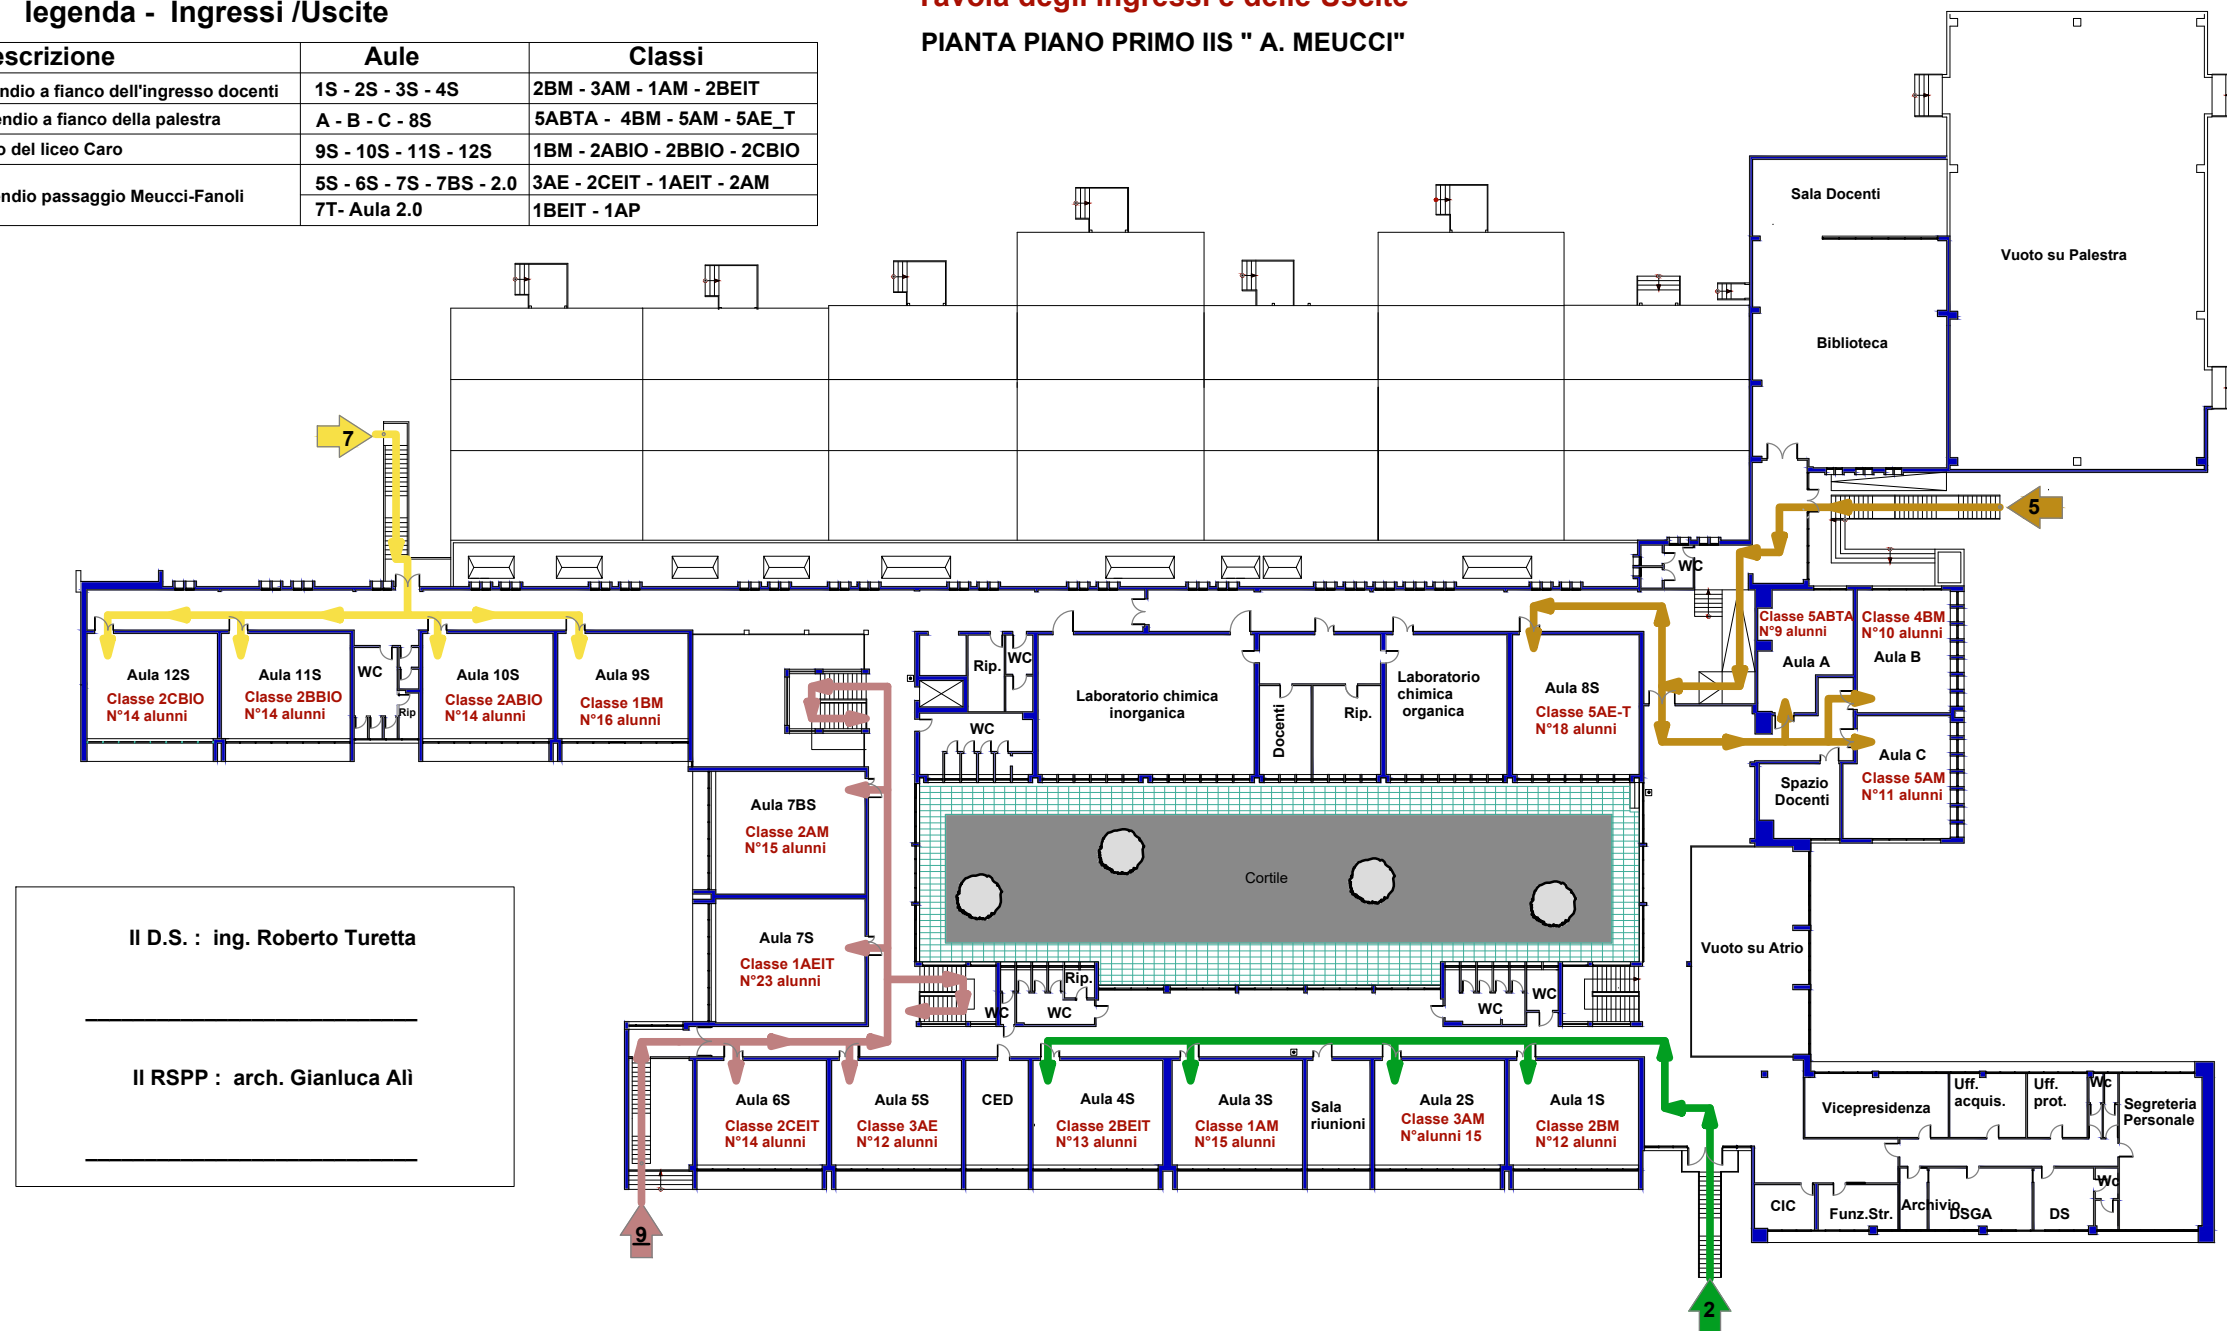 legenda - Ingressi /Uscite
Tavola degli Ingressi e delle Uscite
PIANTA PIANO PRIMO IIS " A. MEUCCI"
Aule
Classi
dell'ingresso docenti
a fianco
1S - 2S - 3S - 4S
2BM - 3AM - 1AM - 2BEIT
a fianco della palestra
A - B - C - 8S
5ABTA - 4BM - 5AM - 5AE_T
del liceo Caro
9S - 10S - 11S - 12S
1BM - 2ABIO - 2BBIO - 2CBIO
passaggio Meucci-Fanoli
5S - 6S - 7S - 7BS - 2.0
3AE - 2CEIT - 1AEIT - 2AM
7T- Aula 2.0
1BEIT - 1AP
Sala Docenti
Vuoto su Palestra
Biblioteca
7
5
WC
Classe 5ABTA
N°9 alunni
Aula A
Classe 4BM
N°10 alunni
Aula B
Aula 12S
Classe 2CBIO
N°14 alunni
Aula 11S
Classe 2BBIO
N°14 alunni
WC
Rip
Aula 10S
Classe 2ABIO
N°14 alunni
Aula 9S
Classe 1BM
N°16 alunni
Rip.
WC
WC
Laboratorio chimica
inorganica
Docenti
Rip.
Laboratorio
chimica
organica
Aula 8S
Classe 5AE-T
N°18 alunni
Aula C
Classe 5AM
N°11 alunni
Spazio
Docenti
Aula 7BS
Classe 2AM
N°15 alunni
Cortile
Aula 7S
Classe 1AEIT
N°23 alunni
Vuoto su Atrio
Il D.S. : ing. Roberto Turetta
Il RSPP : arch. Gianluca Alì
Rip.
WC
WC
WC
WC
Aula 6S
Classe 2CEIT
N°14 alunni
Aula 5S
Classe 3AE
N°12 alunni
CED
Aula 4S
Classe 2BEIT
N°13 alunni
Aula 3S
Classe 1AM
N°15 alunni
Sala
riunioni
Aula 2S
Classe 3AM
N°alunni 15
Aula 1S
Classe 2BM
N°12 alunni
Vicepresidenza
Uff.
acquis.
Uff.
prot.
Wc
Segreteria
Personale
CIC
Funz.Str.
Archivio
DSGA
DS
Wc
9
2